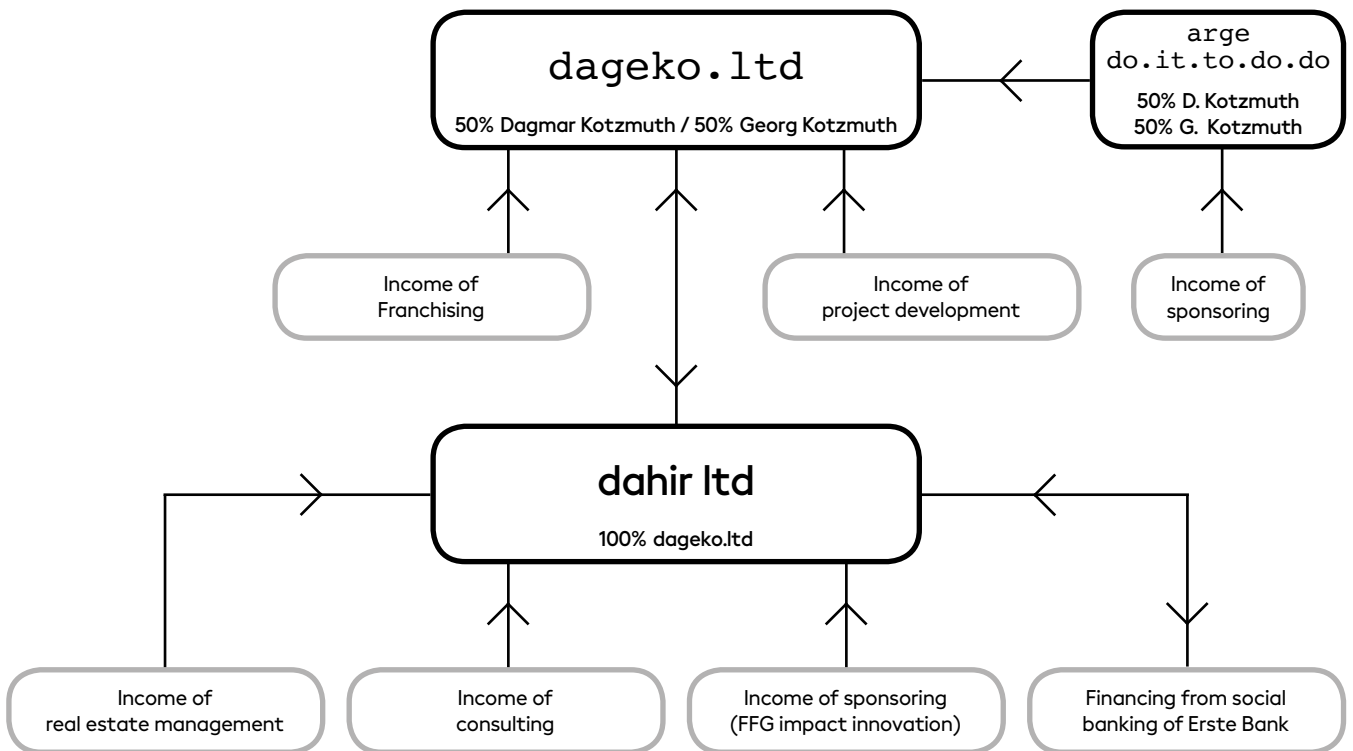 dageko.ltd
50% Dagmar Kotzmuth / 50% Georg Kotzmuth
arge
do.it.to.do.do
50% D. Kotzmuth
50% G. Kotzmuth
Income of
Franchising
Income of
project development
Income of
sponsoring
dahir ltd
100% dageko.ltd
Income of
real estate management
Income of
consulting
Income of sponsoring
(FFG impact innovation)
Financing from social
banking of Erste Bank